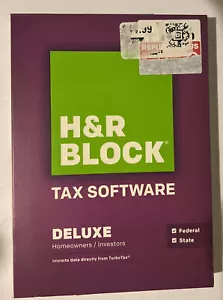 H&R
BLOCK®
TAX SOFTWARE
DELUXE
Homeowners / Investors
Federal
State
Imports data directly from TurboTax®